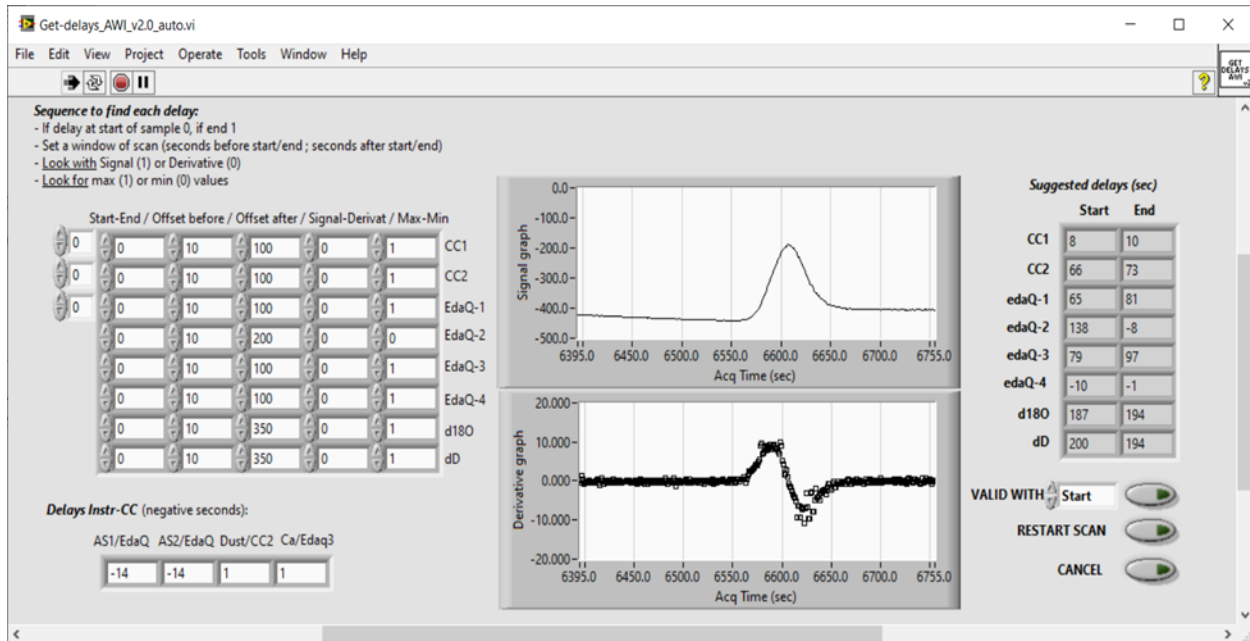 Get-delays_AWI_v2.0_auto.vi
File Edit View Project Operate Tools Window Help
GET
DELAYS
AWI
Sequence to find each delay:
- If delay at start of sample 0, if end 1
- Set a window of scan (seconds before start/end ; seconds after start/end)
- Look with Signal (1) or Derivative (0)
- Look for max (1) or min (0) values
Start-End / Offset before / Offset after / Signal-Derivat / Max-Min
0 0 10 100 0 1 CC1
0 0 10 100 0 1 CC2
0 0 10 100 0 1 EdaQ-1
0 10 200 0 0 EdaQ-2
0 10 100 0 1 EdaQ-3
0 10 100 0 1 EdaQ-4
0 10 350 0 1 d18O
0 10 350 0 1 dD
Delays Instr-CC (negative seconds):
AS1/EdaQ AS2/EdaQ Dust/CC2 Ca/Edaq3
-14 -14 1 1
Signal graph
0.0
-100.0
-200.0
-300.0
-400.0
-500.0
6395.0 6450.0 6500.0 6550.0 6600.0 6650.0 6700.0 6755.0
Acq Time (sec)
Derivative graph
20.000
10.000
0.000
-10.000
-20.000
6395.0 6450.0 6500.0 6550.0 6600.0 6650.0 6700.0 6755.0
Acq Time (sec)
Suggested delays (sec)
Start End
CC1 8 10
CC2 66 73
edaQ-1 65 81
edaQ-2 138 -8
edaQ-3 79 97
edaQ-4 -10 -1
d18O 187 194
dD 200 194
VALID WITH Start
RESTART SCAN
CANCEL